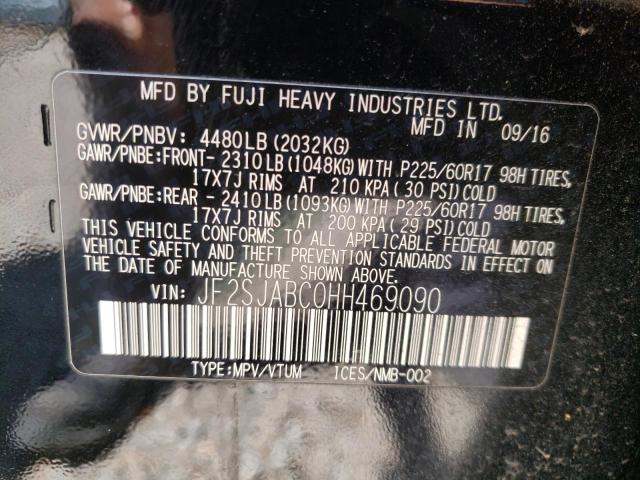 MFD BY FUJI HEAVY INDUSTRIES LTD.
MFD IN 09/16
GVWR/PNBV: 4480LB(2032KG)
GAWR/PNBE:FRONT- 2310LB(1048KG)WITH P225/60R17 98H TIRES,
17X7J RIMS AT 210 KPA(30 PSI)COLD
GAWR/PNBE:REAR - 2410LB(1093KG)WITH P225/60R17 98H TIRES,
17X7J RIMS AT 200 KPA(29 PSI)COLD
THIS VEHICLE CONFORMS TO ALL APPLICABLE FEDERAL MOTOR
VEHICLE SAFETY AND THEFT PREVENTION STANDARDS IN EFFECT ON
THE DATE OF MANUFACTURE SHOWN ABOVE.
VIN: JF2SJABC0HH469090
TYPE:MPV/VTUM ICES/NMB-002